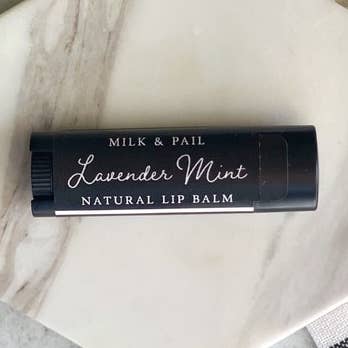 MILK & PAIL
Lavender Mint
NATURAL LIP BALM